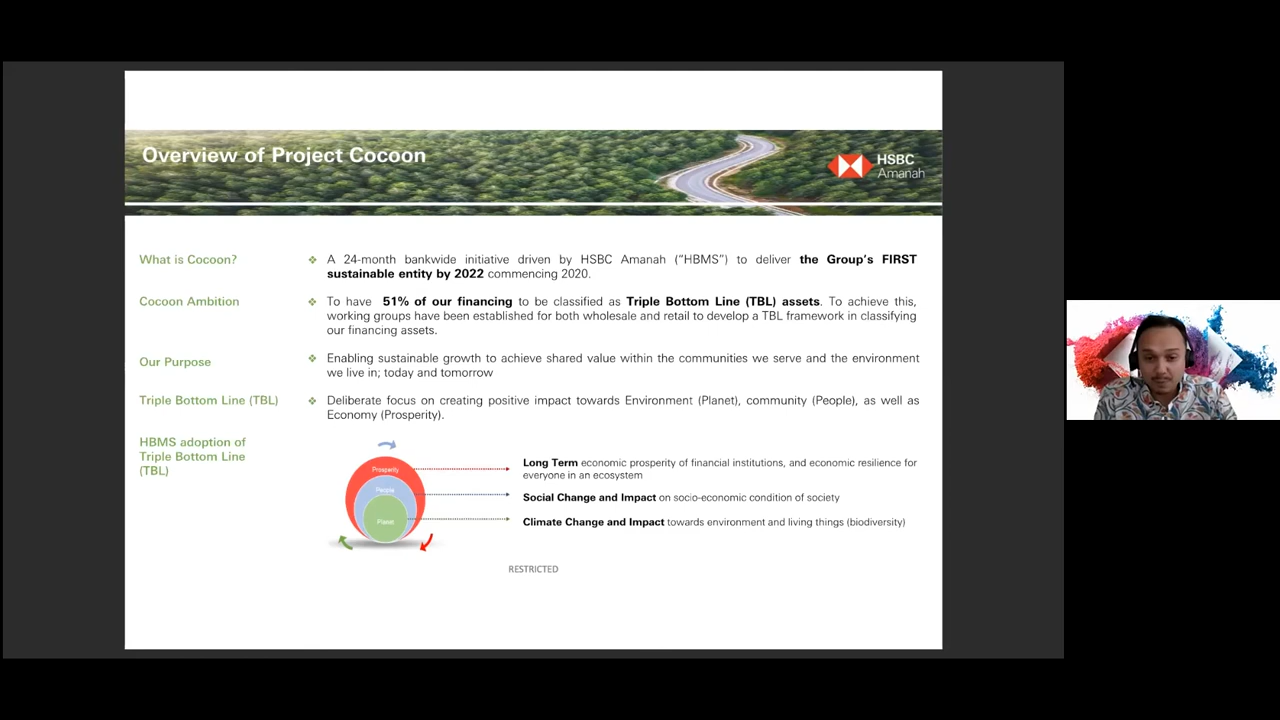 Overview of Project Cocoon
HSBC
Amanah
What is Cocoon?
❖ A 24-month bankwide initiative driven by HSBC Amanah (“HBMS”) to deliver the Group’s FIRST
sustainable entity by 2022 commencing 2020.
Cocoon Ambition
❖ To have 51% of our financing to be classified as Triple Bottom Line (TBL) assets. To achieve this,
working groups have been established for both wholesale and retail to develop a TBL framework in classifying
our financing assets.
Our Purpose
❖ Enabling sustainable growth to achieve shared value within the communities we serve and the environment
we live in; today and tomorrow
Triple Bottom Line (TBL)
❖ Deliberate focus on creating positive impact towards Environment (Planet), community (People), as well as
Economy (Prosperity).
HBMS adoption of
Triple Bottom Line
(TBL)
Prosperity
People
Planet
Long Term economic prosperity of financial institutions, and economic resilience for
everyone in an ecosystem
Social Change and Impact on socio-economic condition of society
Climate Change and Impact towards environment and living things (biodiversity)
RESTRICTED